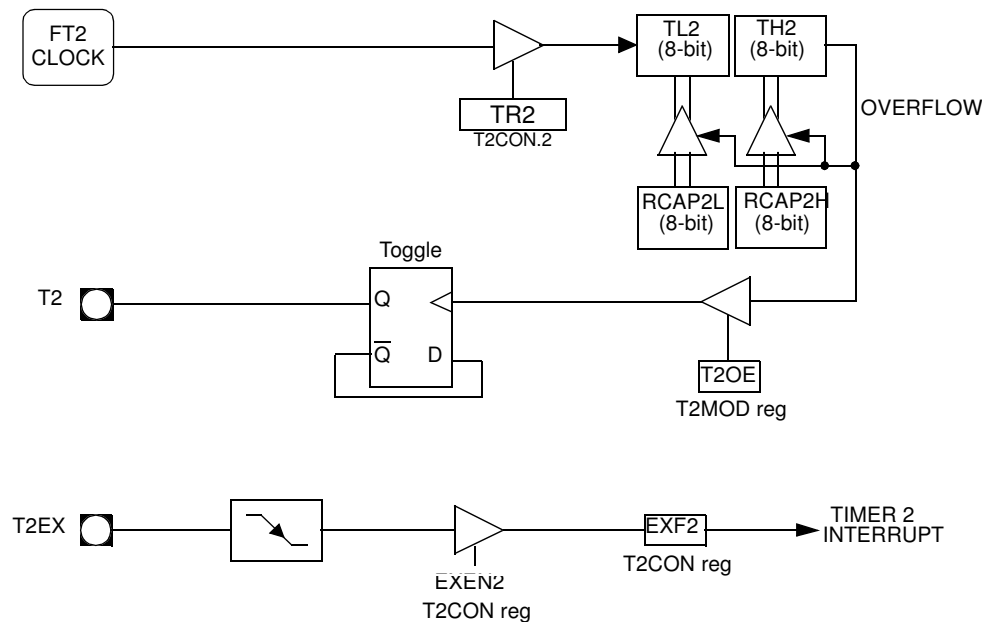 FT2
CLOCK
TL2
(8-bit)
TH2
(8-bit)
TR2
T2CON.2
OVERFLOW
RCAP2L
(8-bit)
RCAP2H
(8-bit)
Toggle
T2
Q
Q
D
T2OE
T2MOD reg
T2EX
EXEN2
T2CON reg
EXF2
T2CON reg
TIMER 2
INTERRUPT